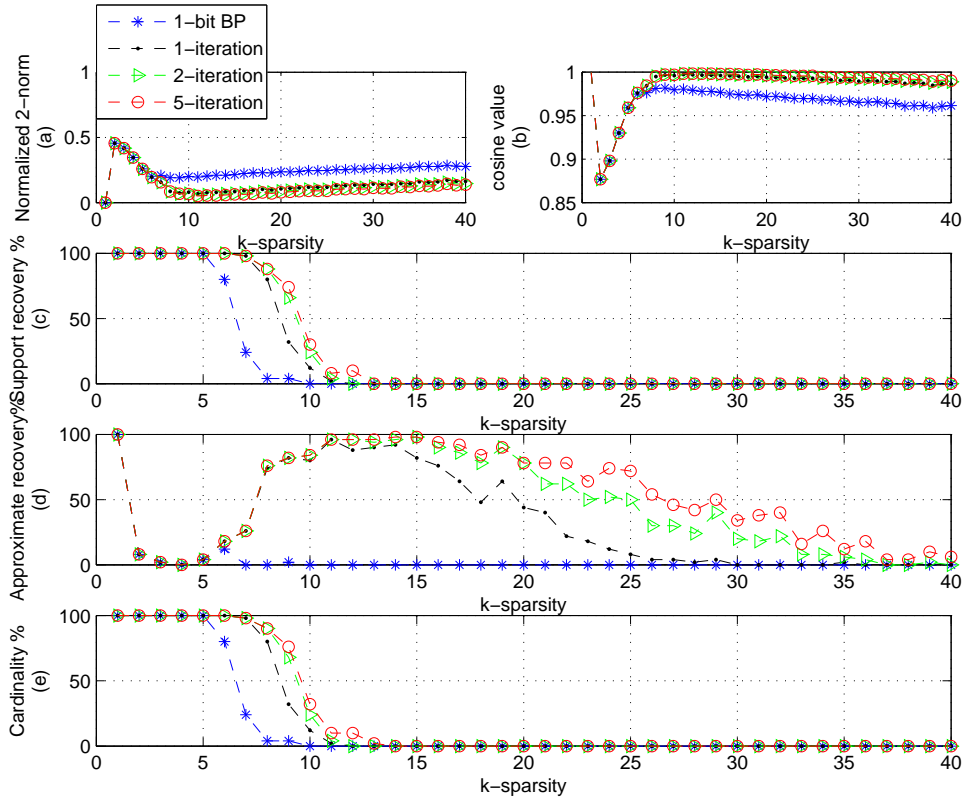 1−bit BP
1−iteration
2−iteration
5−iteration
Normalized 2−norm
(a)
1
0.5
0
0
20
30
40
k−sparsity
cosine value
(b)
1
0.95
0.9
0.85
0
10
20
30
40
k−sparsity
Support recovery %
(c)
100
50
0
0
5
10
15
20
25
30
35
40
k−sparsity
Approximate recovery%
(d)
100
50
0
0
5
10
15
20
25
30
35
40
k−sparsity
Cardinality %
(e)
100
50
0
0
5
10
15
20
25
30
35
40
k−sparsity